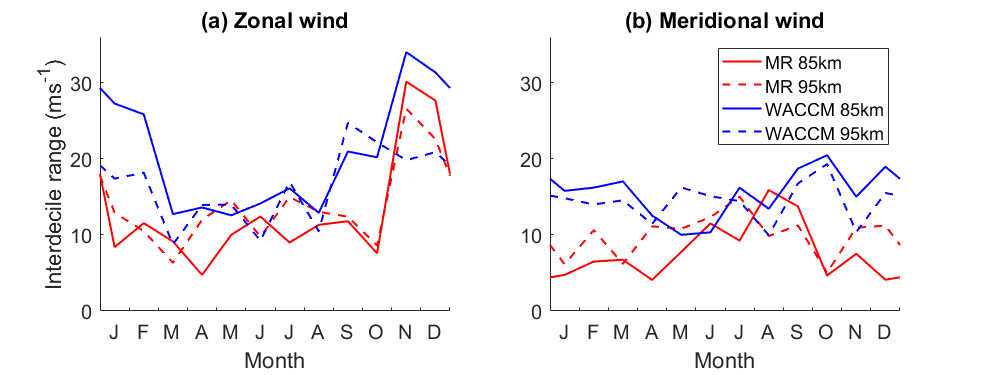 (a) Zonal wind
Interdecile range (ms⁻¹)
30
20
10
0
J F M A M J J A S O N D
Month
(b) Meridional wind
MR 85km
MR 95km
WACCM 85km
WACCM 95km
30
20
10
0
J F M A M J J A S O N D
Month